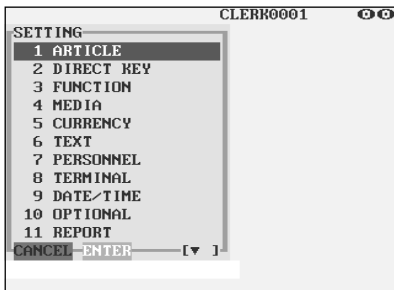 CLERK0001
SETTING
1 ARTICLE
2 DIRECT KEY
3 FUNCTION
4 MEDIA
5 CURRENCY
6 TEXT
7 PERSONNEL
8 TERMINAL
9 DATE/TIME
10 OPTIONAL
11 REPORT
CANCEL ENTER [▼ ]